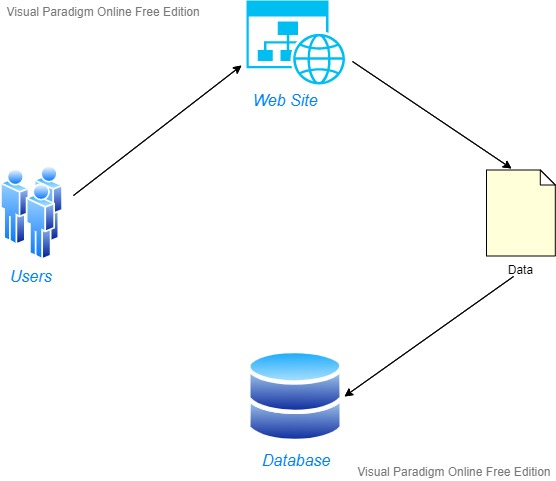 Visual Paradigm Online Free Edition
Web Site
Users
Data
Database
Visual Paradigm Online Free Edition